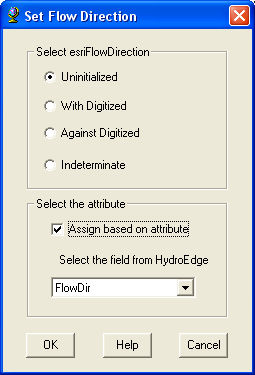 Set Flow Direction
Select esriFlowDirection
Uninitialized
With Digitized
Against Digitized
Indeterminate
Select the attribute
Assign based on attribute
Select the field from HydroEdge
FlowDir
OK Help Cancel